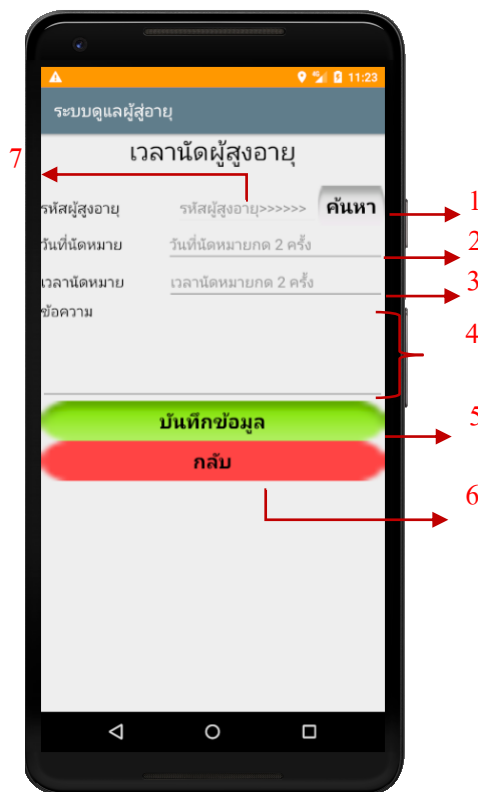 11:23
ระบบดูแลผู้สู่อายุ
เวลานัดผู้สูงอายุ
7
รหัสผู้สูงอายุ รหัสผู้สูงอายุ>>>>>> ค้นหา 1
วันที่นัดหมาย วันที่นัดหมายกด 2 ครั้ง 2
เวลานัดหมาย เวลานัดหมายกด 2 ครั้ง 3
ข้อความ
4
บันทึกข้อมูล 5
กลับ
6